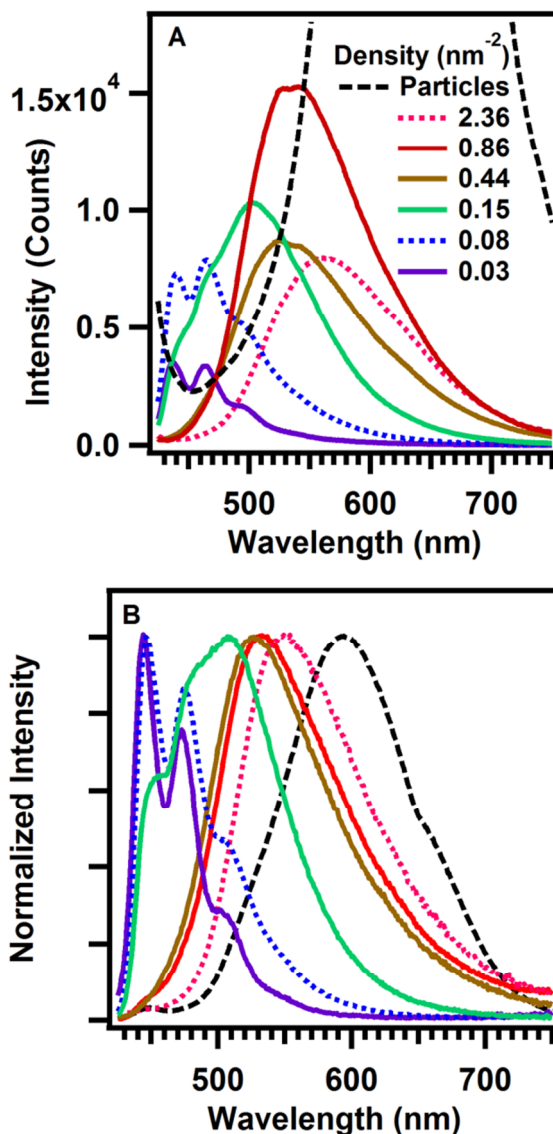 A
Density (nm⁻²)
Particles
2.36
0.86
0.44
0.15
0.08
0.03
1.5x10⁴
1.0
0.5
0.0
Intensity (Counts)
500 600 700
Wavelength (nm)
B
Normalized Intensity
500 600 700
Wavelength (nm)